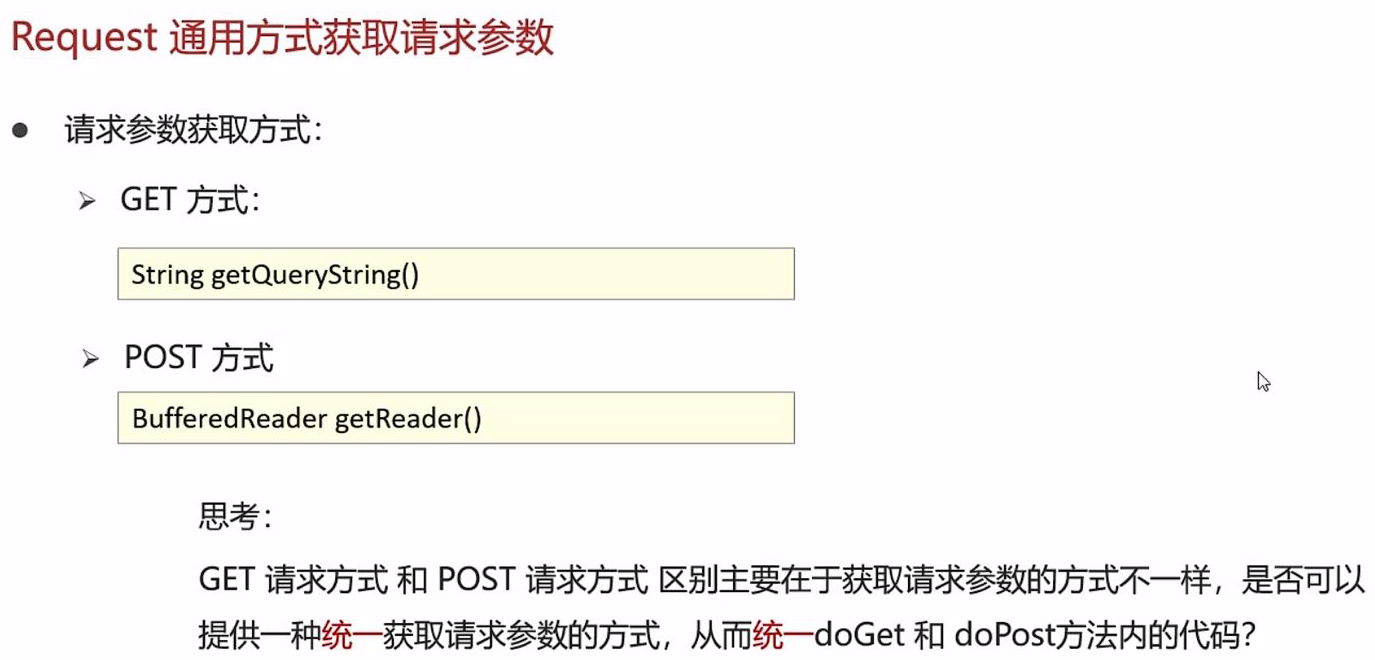 Request 通用方式获取请求参数
请求参数获取方式：
GET 方式：
String getQueryString()
POST 方式
BufferedReader getReader()
思考：
GET 请求方式 和 POST 请求方式 区别主要在于获取请求参数的方式不一样，是否可以
提供一种统一获取请求参数的方式，从而统一doGet 和 doPost方法内的代码？